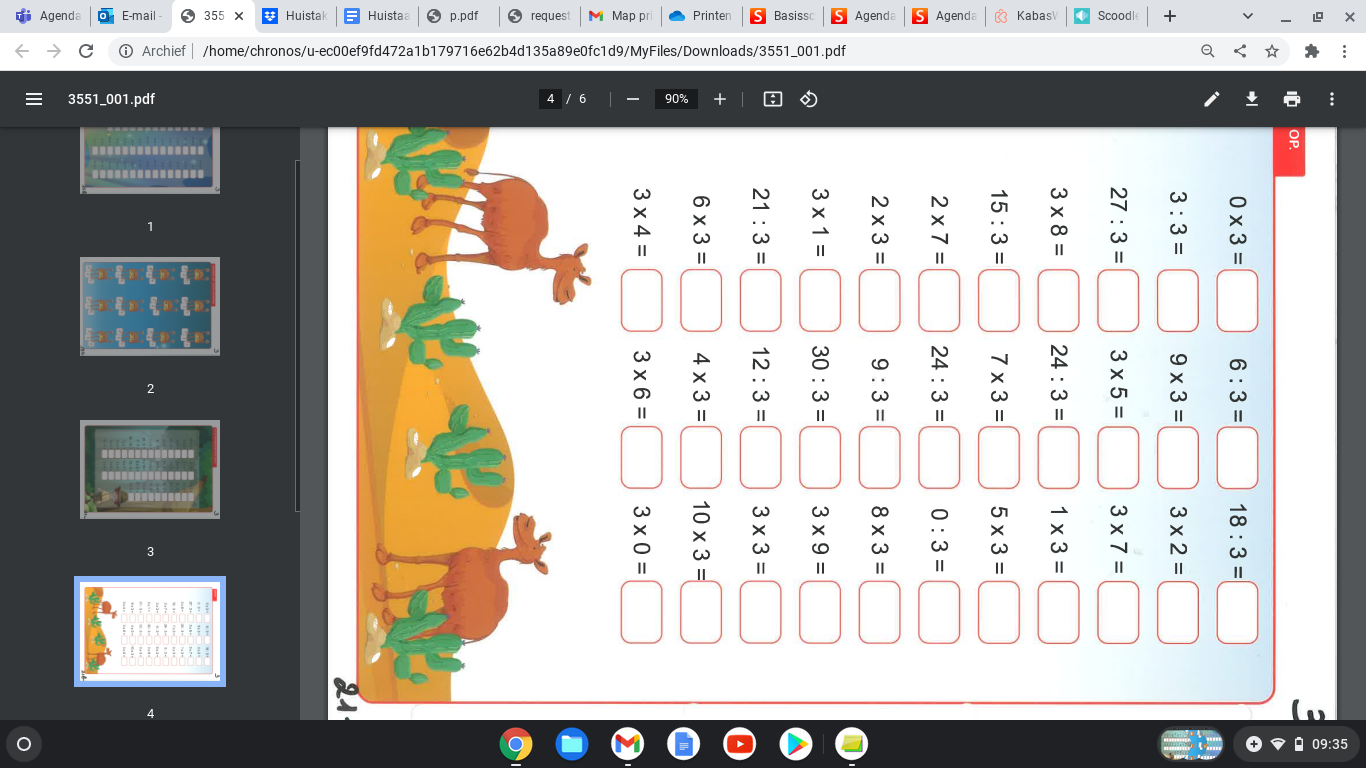 Agenda
E-mail -
355
Huistak
Huistaa
p.pdf
request
Map pri
Printen
Basissc
Agenda
Agenda
KabasW
Scoodle
Archief
/home/chronos/u-ec00ef9fd472a1b179716e62b4d135a89e0fc1d9/MyFiles/Downloads/3551_001.pdf
3551_001.pdf
4 / 6
90%
1
2
3
4
OP.
0 x 3 =
6 : 3 =
18 : 3 =
3 : 3 =
9 x 3 =
3 x 2 =
27 : 3 =
3 x 5 =
3 x 7 =
3 x 8 =
24 : 3 =
1 x 3 =
15 : 3 =
7 x 3 =
5 x 3 =
2 x 7 =
24 : 3 =
0 : 3 =
2 x 3 =
9 : 3 =
8 x 3 =
3 x 1 =
30 : 3 =
3 x 9 =
21 : 3 =
12 : 3 =
3 x 3 =
6 x 3 =
4 x 3 =
10 x 3 =
3 x 4 =
3 x 6 =
3 x 0 =
09:35